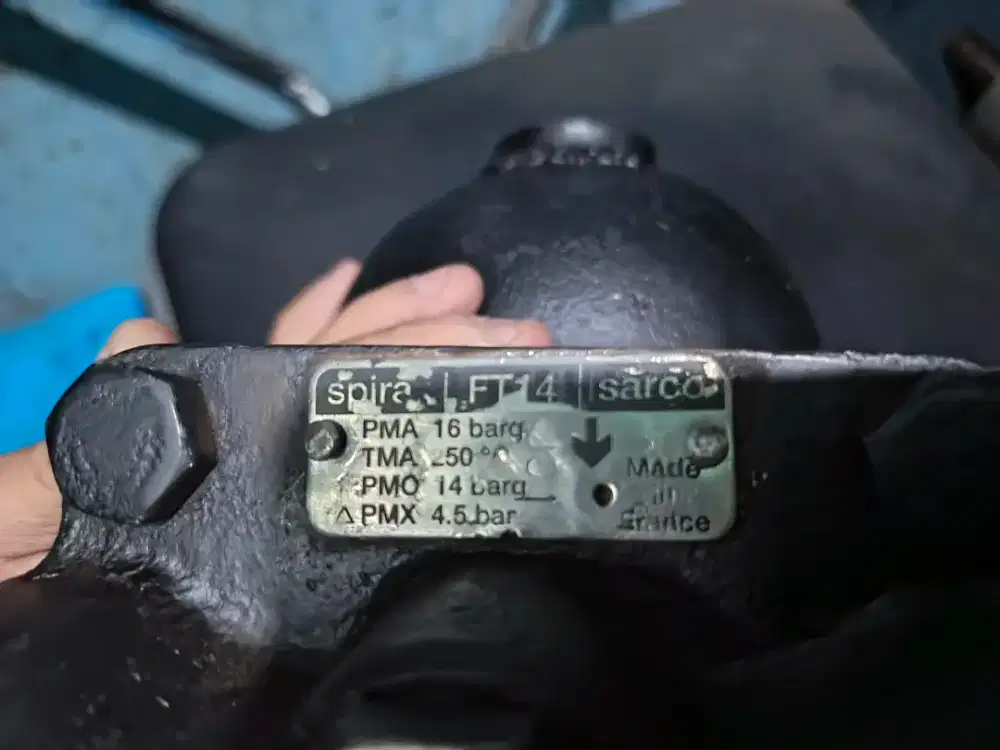 spirax FT14 sarco
PMA 16 barg
TMA 250 °C
PMO 14 barg
Δ PMX 4.5 bar
Made
in
France